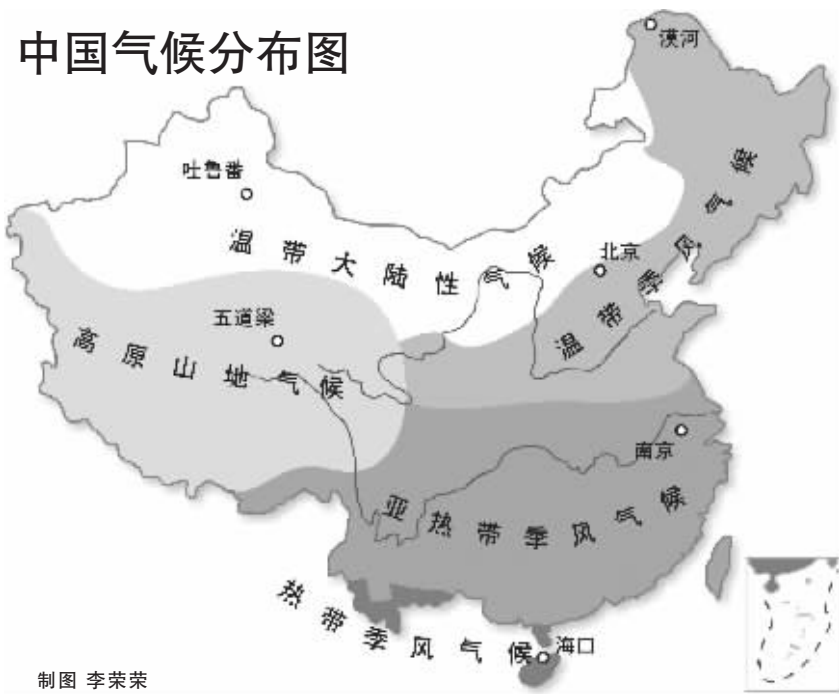 中国气候分布图
漠河
吐鲁番
温带大陆性气候
北京
温带季风气候
五道梁
高原山地气候
南京
亚热带季风气候
热带季风气候
海口
制图 李荣荣